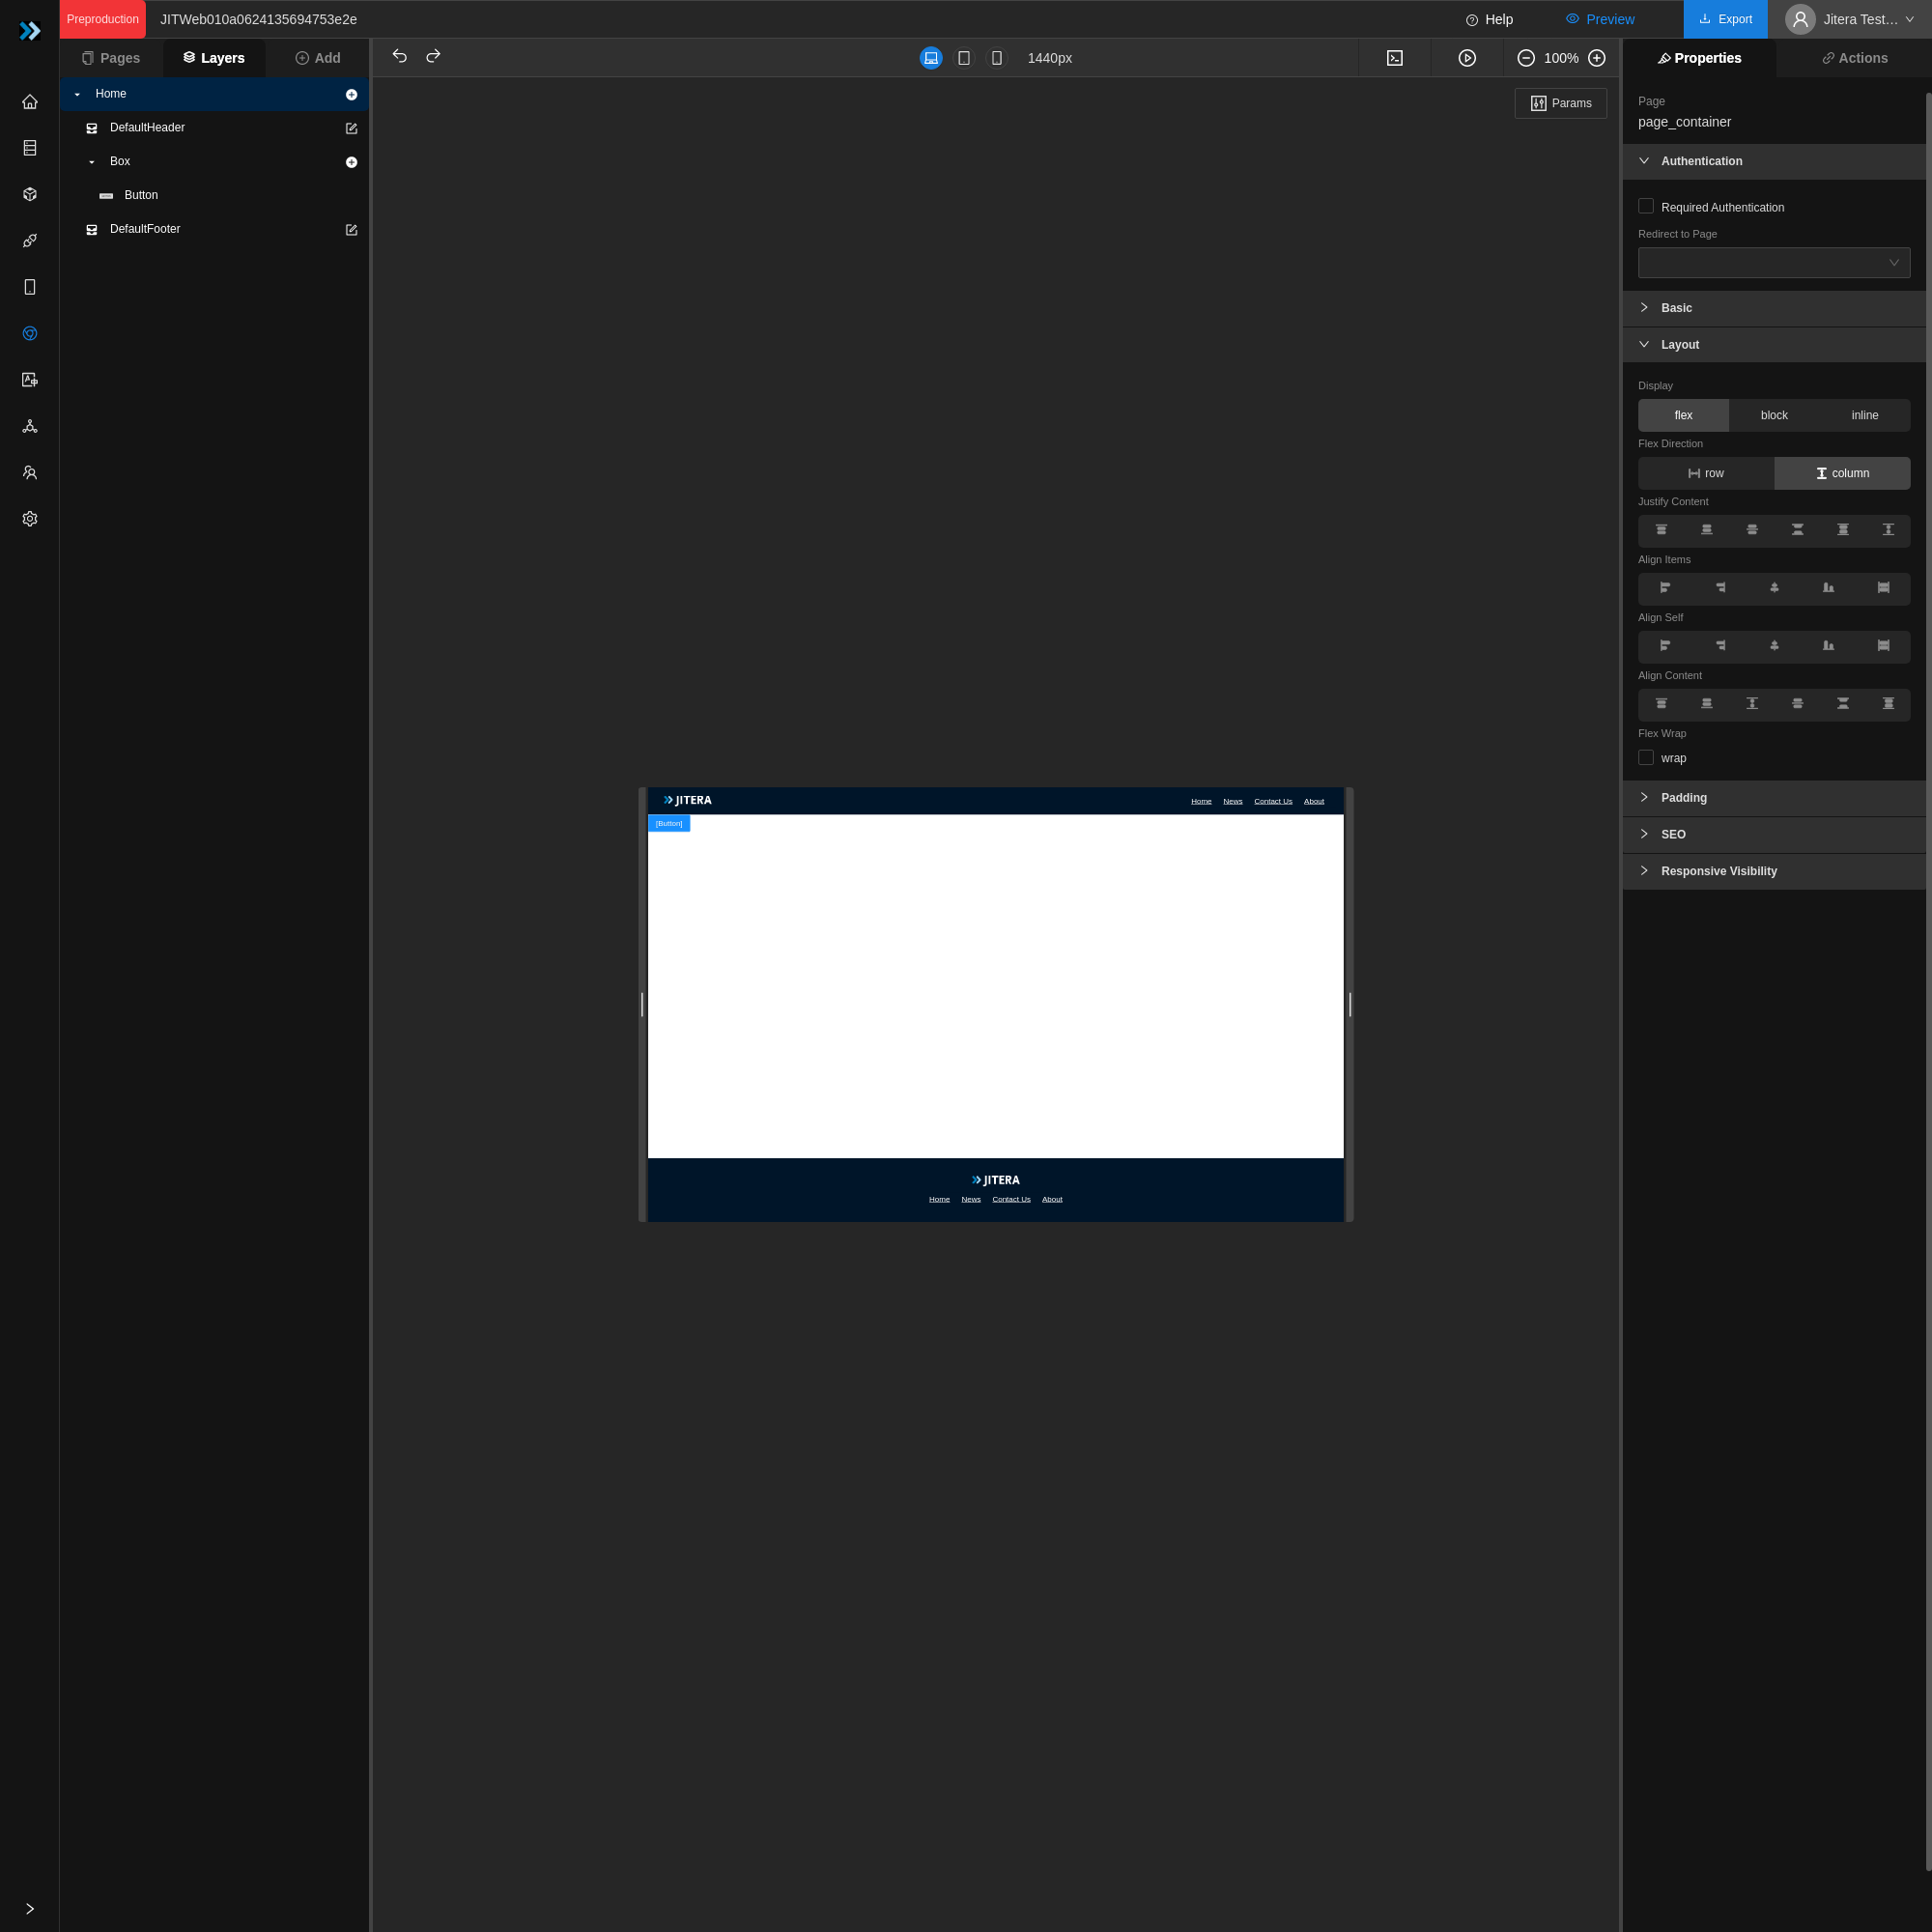 Preproduction JITWeb010a0624135694753e2e Help Preview Export Jitera Test…
Pages Layers Add 1440px 100% Properties Actions
Home
DefaultHeader
Box
Button
DefaultFooter
Params
JITERA Home News Contact Us About
[Button]
JITERA
Home News Contact Us About
Page
page_container
Authentication
Required Authentication
Redirect to Page
Basic
Layout
Display
flex block inline
Flex Direction
row column
Justify Content
Align Items
Align Self
Align Content
Flex Wrap
wrap
Padding
SEO
Responsive Visibility